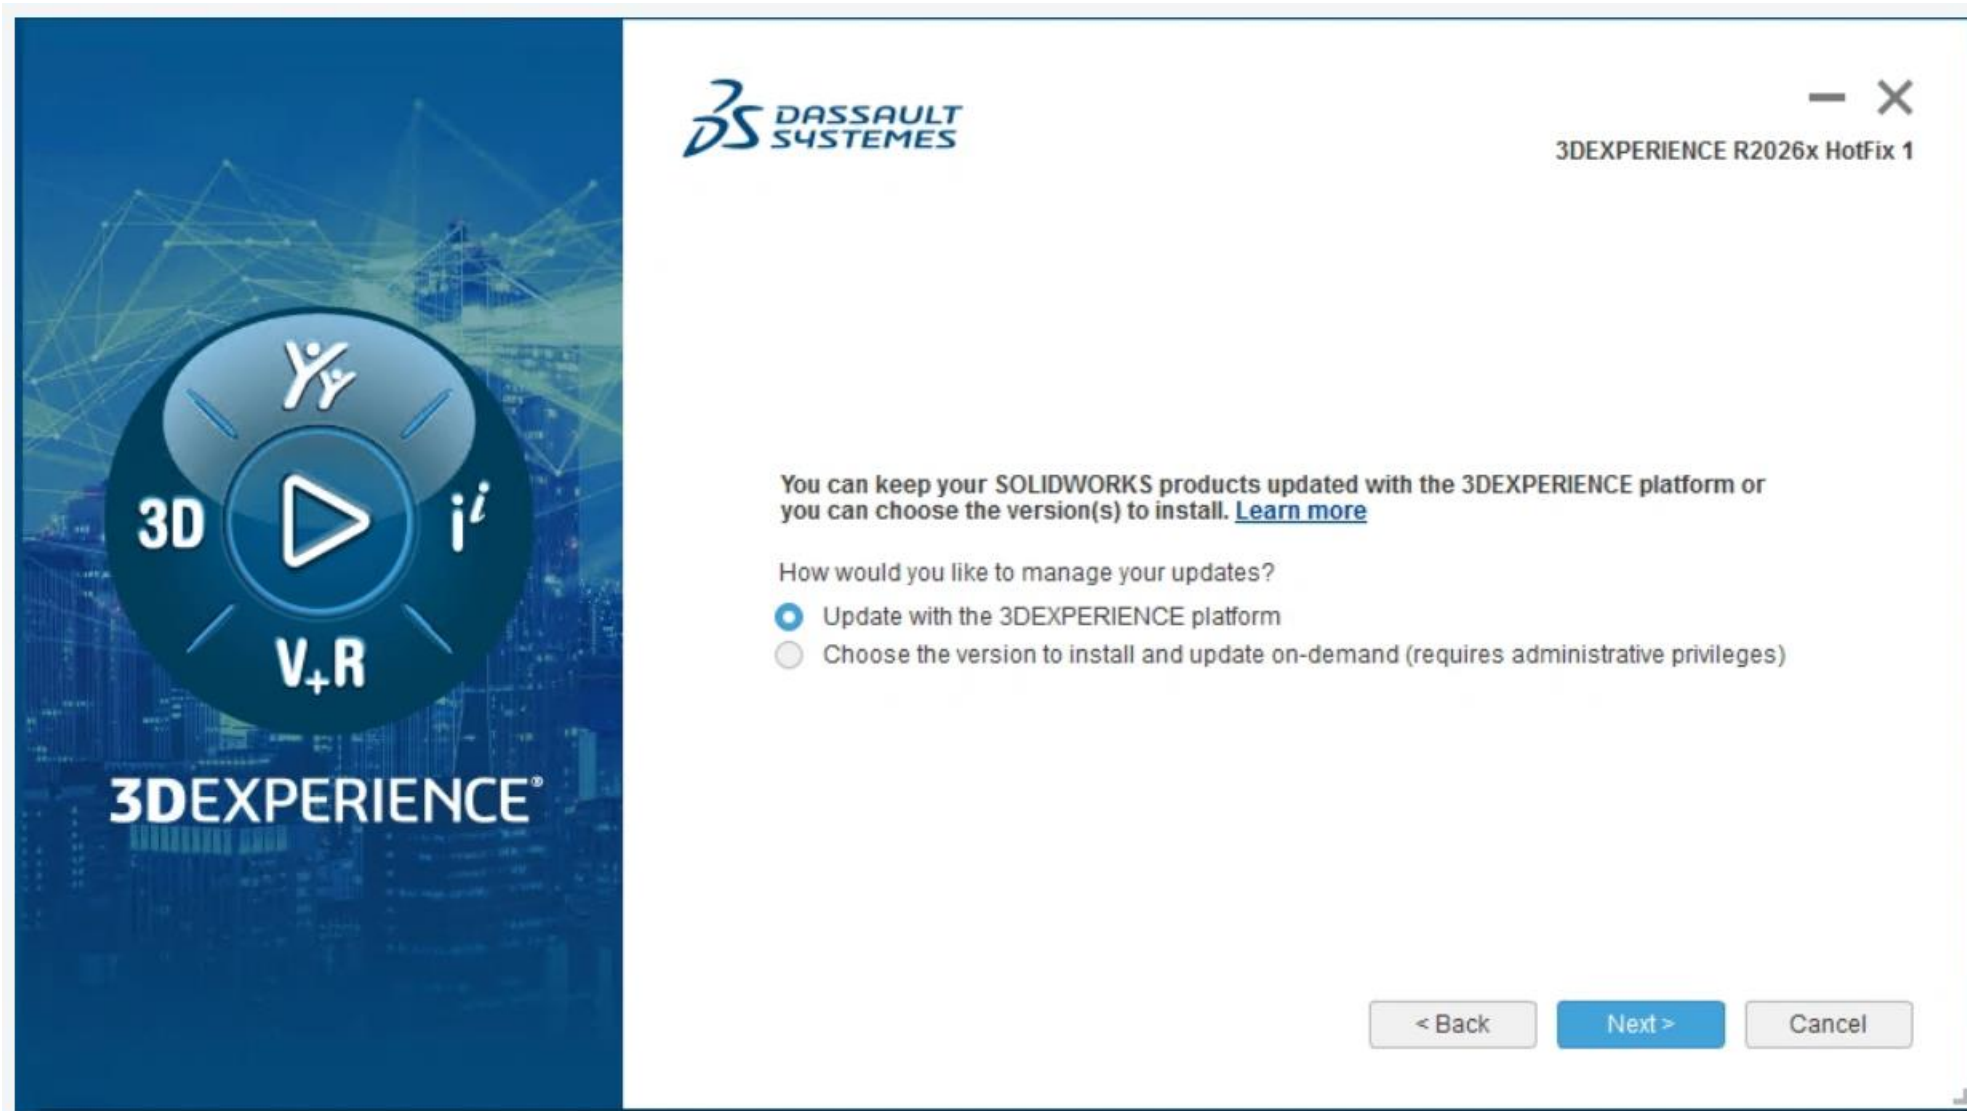 DASSAULT
SYSTEMES
3DEXPERIENCE R2026x HotFix 1
3D
i i
V+R
3DEXPERIENCE®
You can keep your SOLIDWORKS products updated with the 3DEXPERIENCE platform or
you can choose the version(s) to install. Learn more
How would you like to manage your updates?
Update with the 3DEXPERIENCE platform
Choose the version to install and update on-demand (requires administrative privileges)
< Back
Next >
Cancel